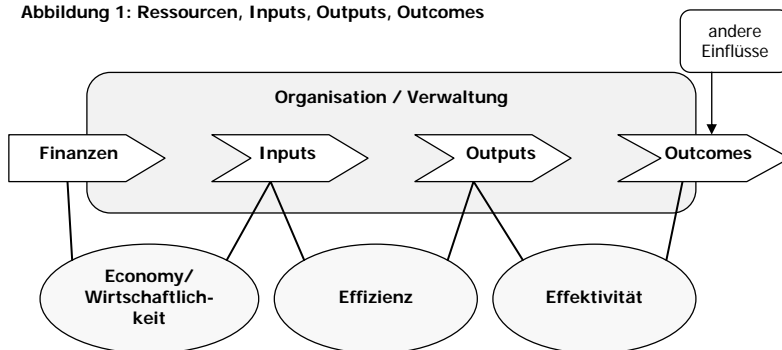 Abbildung 1: Ressourcen, Inputs, Outputs, Outcomes
andere
Einflüsse
Organisation / Verwaltung
Finanzen
Inputs
Outputs
Outcomes
Economy/
Wirtschaftlich-
keit
Effizienz
Effektivität